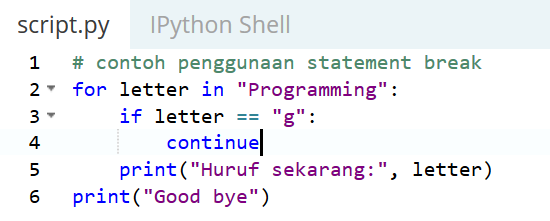 script.py IPython Shell
1 # contoh penggunaan statement break
2 for letter in "Programming":
3     if letter == "g":
4         continue
5     print("Huruf sekarang:", letter)
6 print("Good bye")